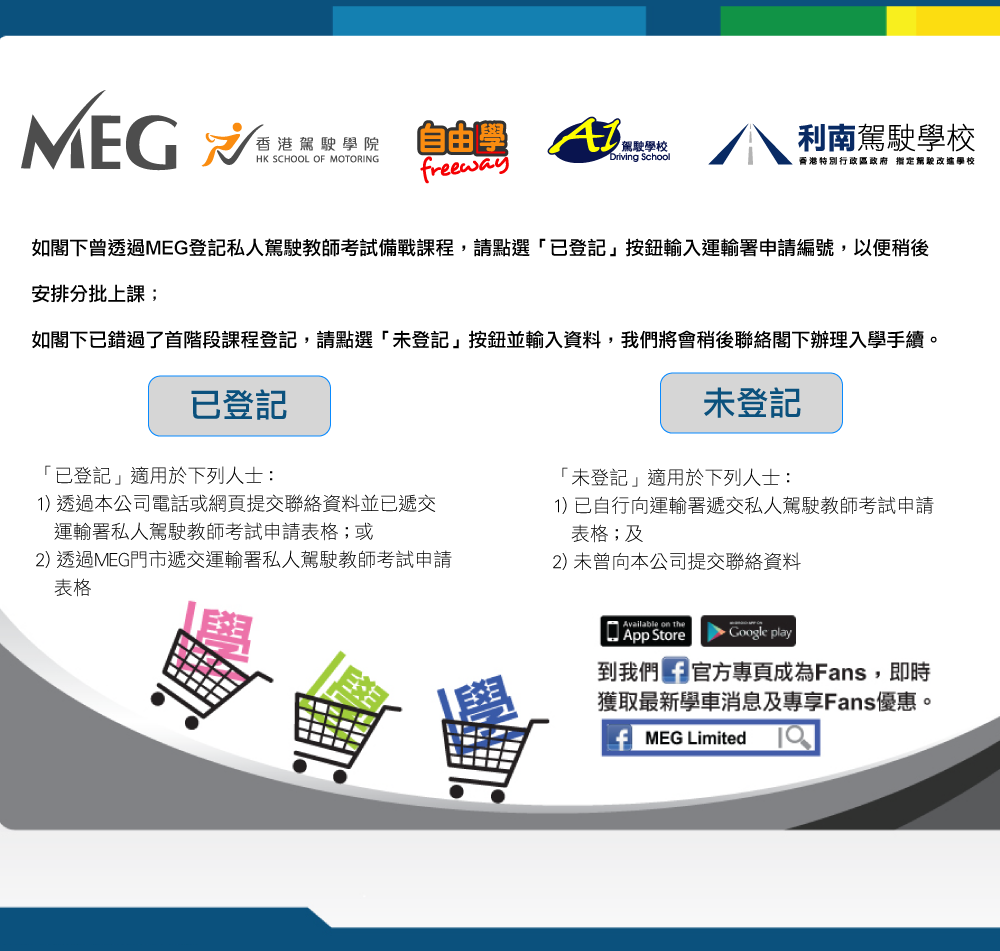 MEG
香港駕駛學院
HK SCHOOL OF MOTORING
自由學
freeway
A1駕駛學校
Driving School
利南駕駛學校
香港特別行政區政府 指定駕駛改進學校
如閣下曾透過MEG登記私人駕駛教師考試備戰課程，請點選「已登記」按鈕輸入運輸署申請編號，以便稍後
安排分批上課；
如閣下已錯過了首階段課程登記，請點選「未登記」按鈕並輸入資料，我們將會稍後聯絡閣下辦理入學手續。
已登記
未登記
「已登記」適用於下列人士：
1) 透過本公司電話或網頁提交聯絡資料並已遞交
運輸署私人駕駛教師考試申請表格；或
2) 透過MEG門市遞交運輸署私人駕駛教師考試申請
表格
「未登記」適用於下列人士：
1) 已自行向運輸署遞交私人駕駛教師考試申請
表格；及
2) 未曾向本公司提交聯絡資料
學
學
學
Available on the
App Store
ANDROID APP ON
Google play
到我們f官方專頁成為Fans，即時
獲取最新學車消息及專享Fans優惠。
f MEG Limited